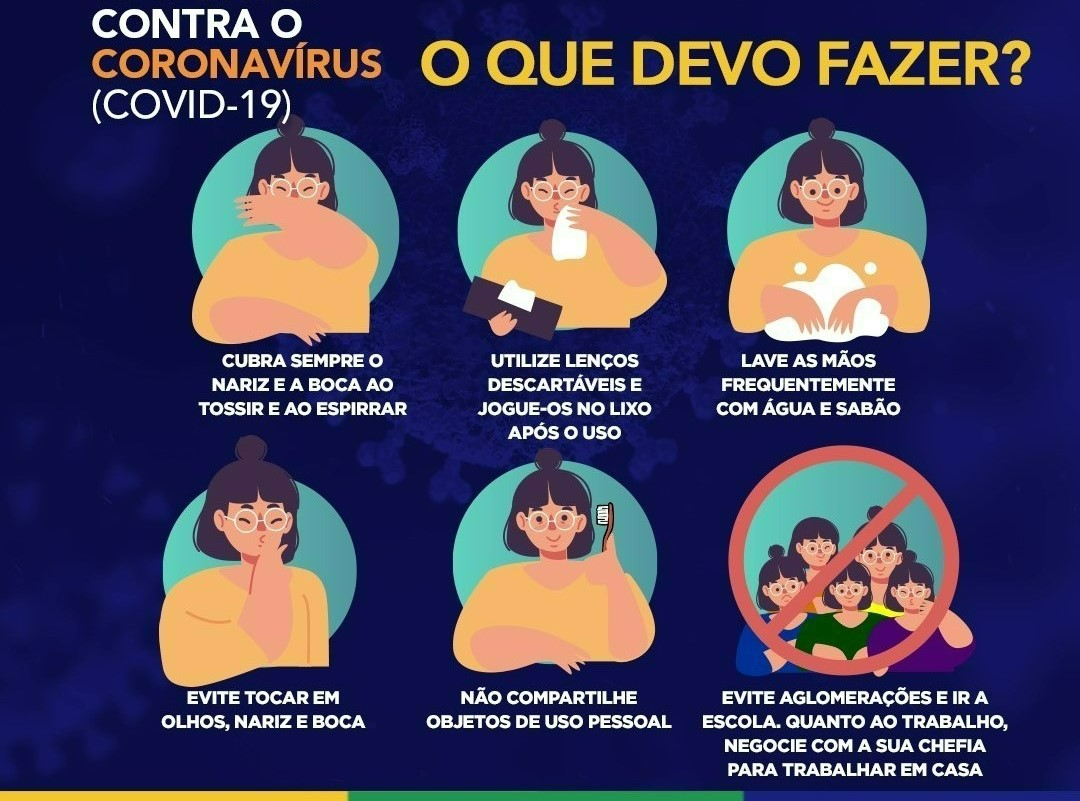 CONTRA O
CORONAVÍRUS
(COVID-19)
O QUE DEVO FAZER?
CUBRA SEMPRE O
NARIZ E A BOCA AO
TOSSIR E AO ESPIRRAR
UTILIZE LENÇOS
DESCARTÁVEIS E
JOGUE-OS NO LIXO
APÓS O USO
LAVE AS MÃOS
FREQUENTEMENTE
COM ÁGUA E SABÃO
EVITE TOCAR EM
OLHOS, NARIZ E BOCA
NÃO COMPARTILHE
OBJETOS DE USO PESSOAL
EVITE AGLOMERAÇÕES E IR A
ESCOLA. QUANTO AO TRABALHO,
NEGOCIE COM A SUA CHEFIA
PARA TRABALHAR EM CASA